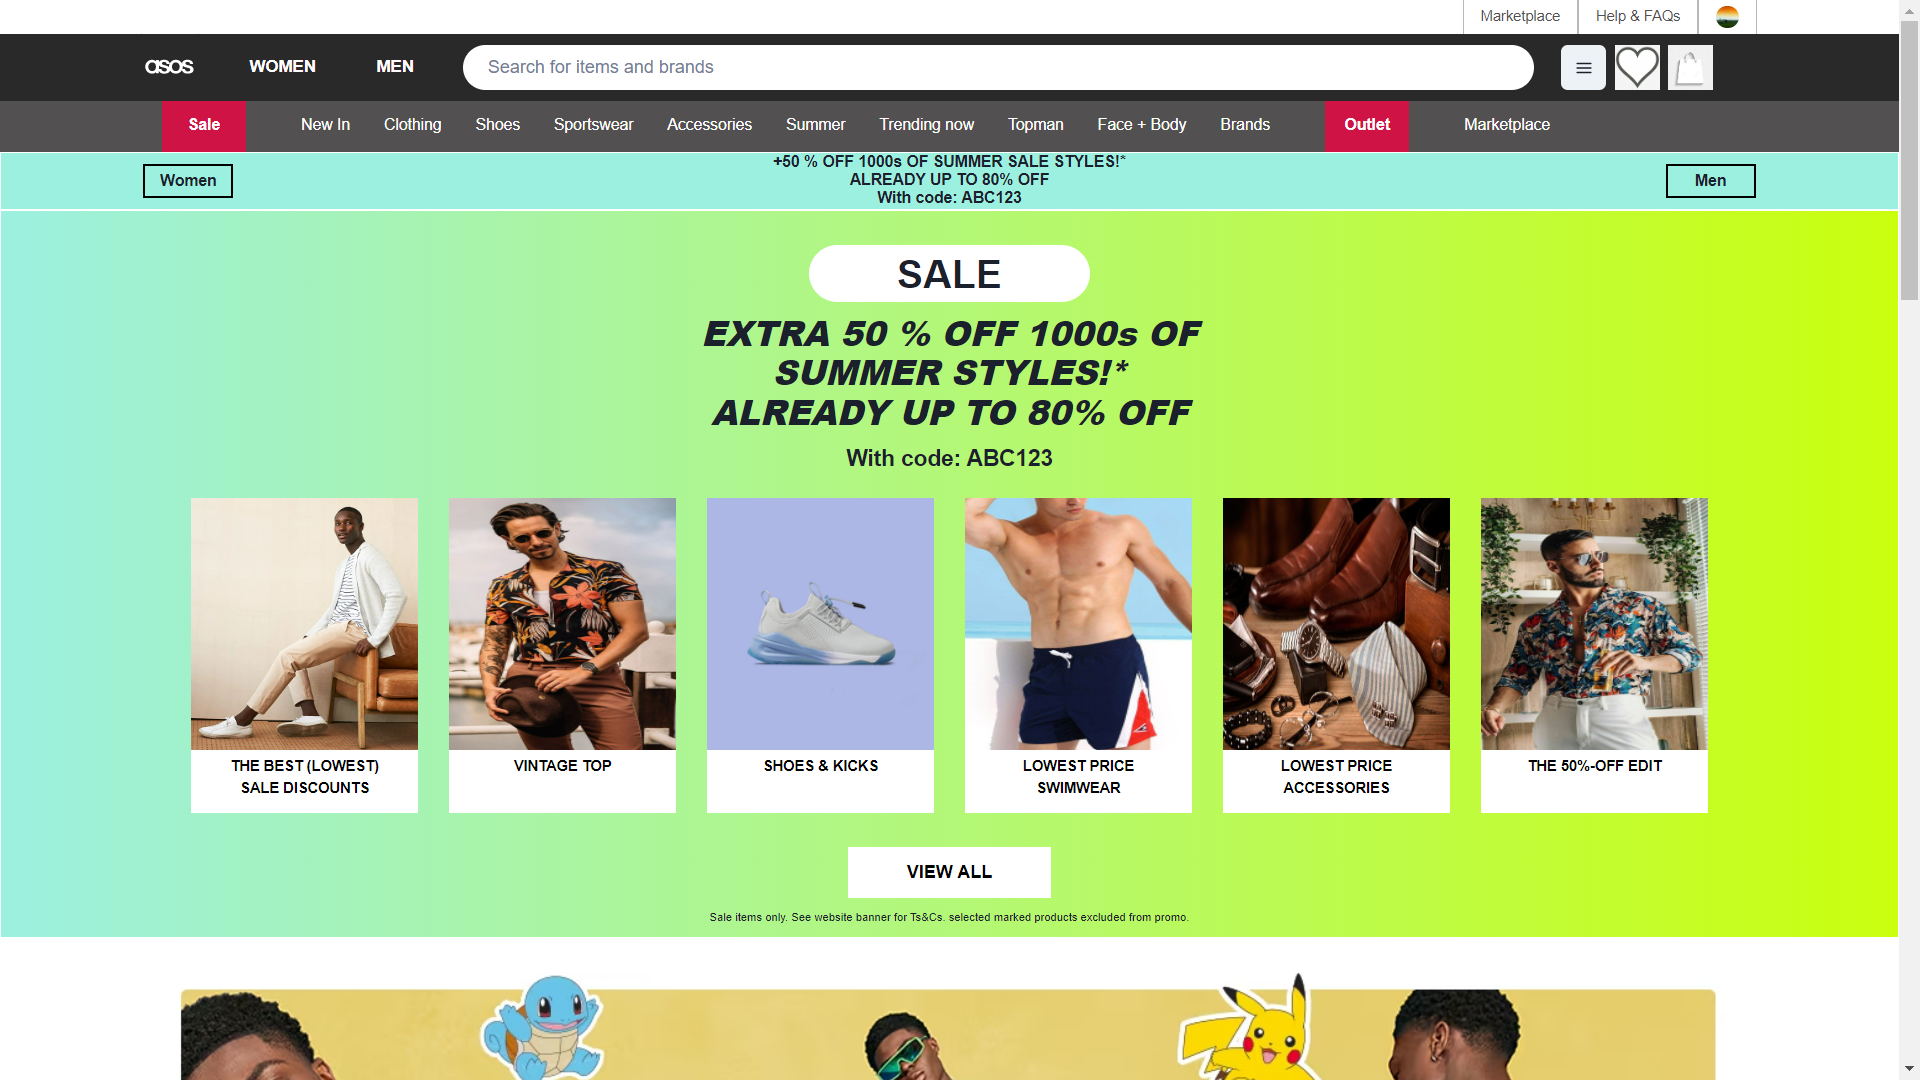 Marketplace
Help & FAQs
asos
WOMEN
MEN
Search for items and brands
Sale
New In
Clothing
Shoes
Sportswear
Accessories
Summer
Trending now
Topman
Face + Body
Brands
Outlet
Marketplace
Women
+50 % OFF 1000s OF SUMMER SALE STYLES!*
ALREADY UP TO 80% OFF
With code: ABC123
Men
SALE
EXTRA 50 % OFF 1000s OF
SUMMER STYLES!*
ALREADY UP TO 80% OFF
With code: ABC123
THE BEST (LOWEST)
SALE DISCOUNTS
VINTAGE TOP
SHOES & KICKS
LOWEST PRICE
SWIMWEAR
LOWEST PRICE
ACCESSORIES
THE 50%-OFF EDIT
VIEW ALL
Sale items only. See website banner for Ts&Cs. selected marked products excluded from promo.